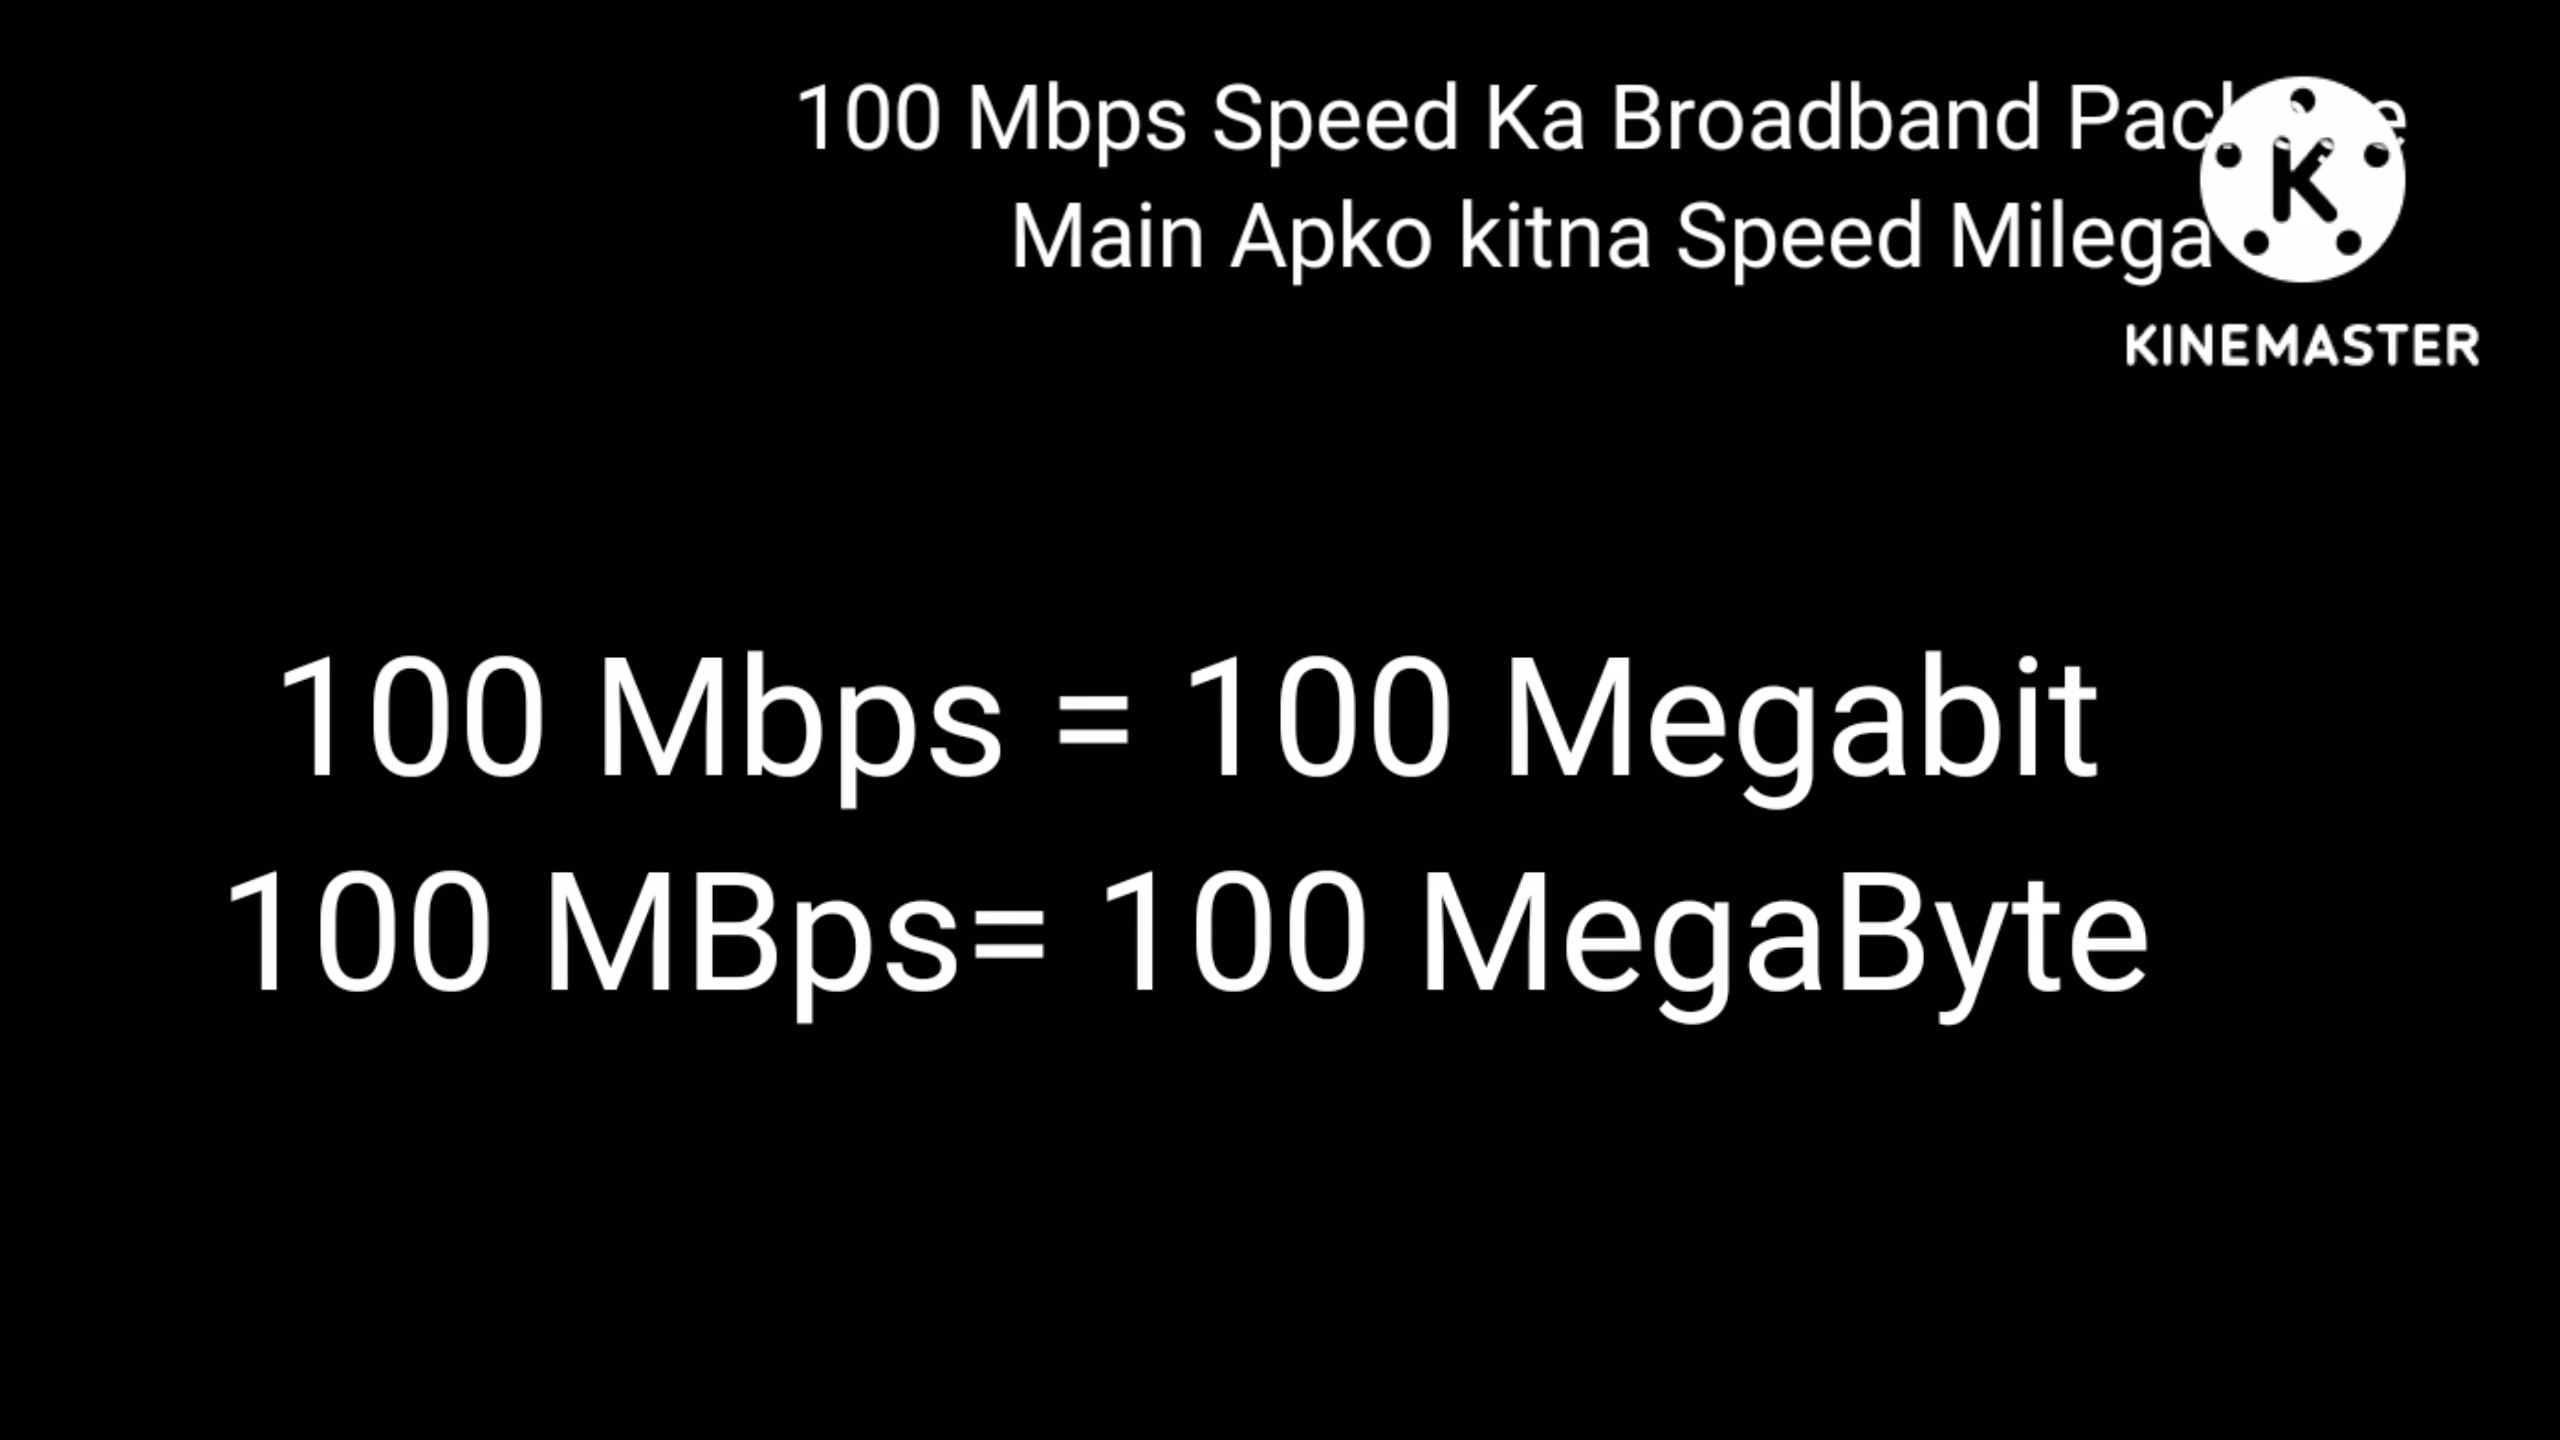 100 Mbps Speed Ka Broadband
Main Apko kitna Speed Milega
K
KINEMASTER
100 Mbps = 100 Megabit
100 MBps= 100 MegaByte